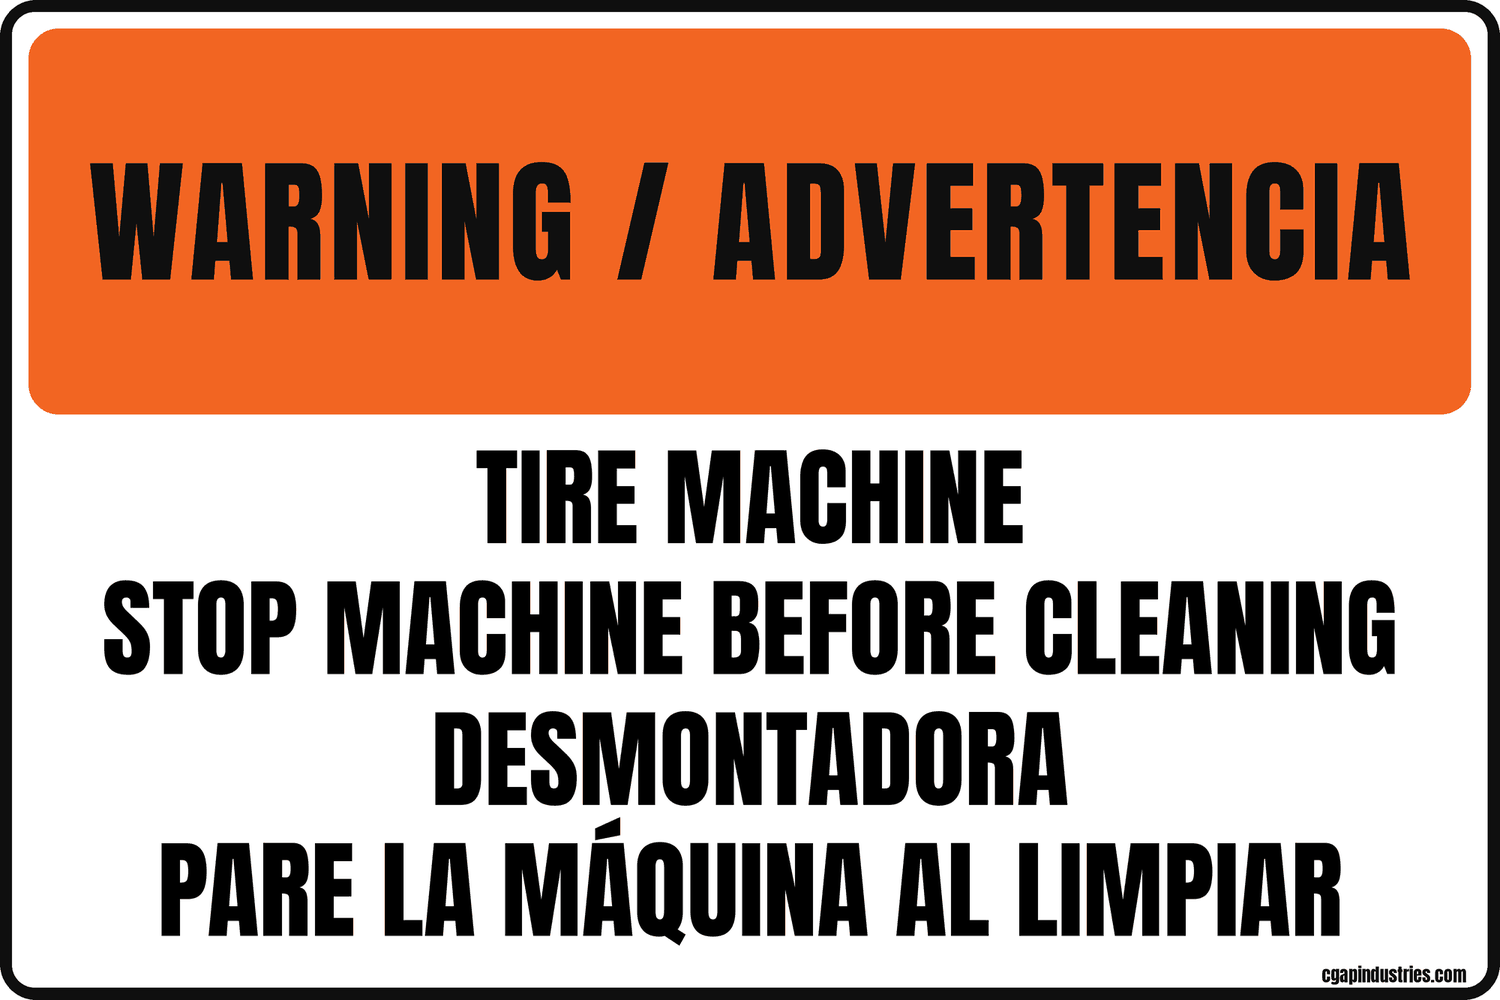 WARNING / ADVERTENCIA
TIRE MACHINE
STOP MACHINE BEFORE CLEANING
DESMONTADORA
PARE LA MÁQUINA AL LIMPIAR
cgapindustries.com